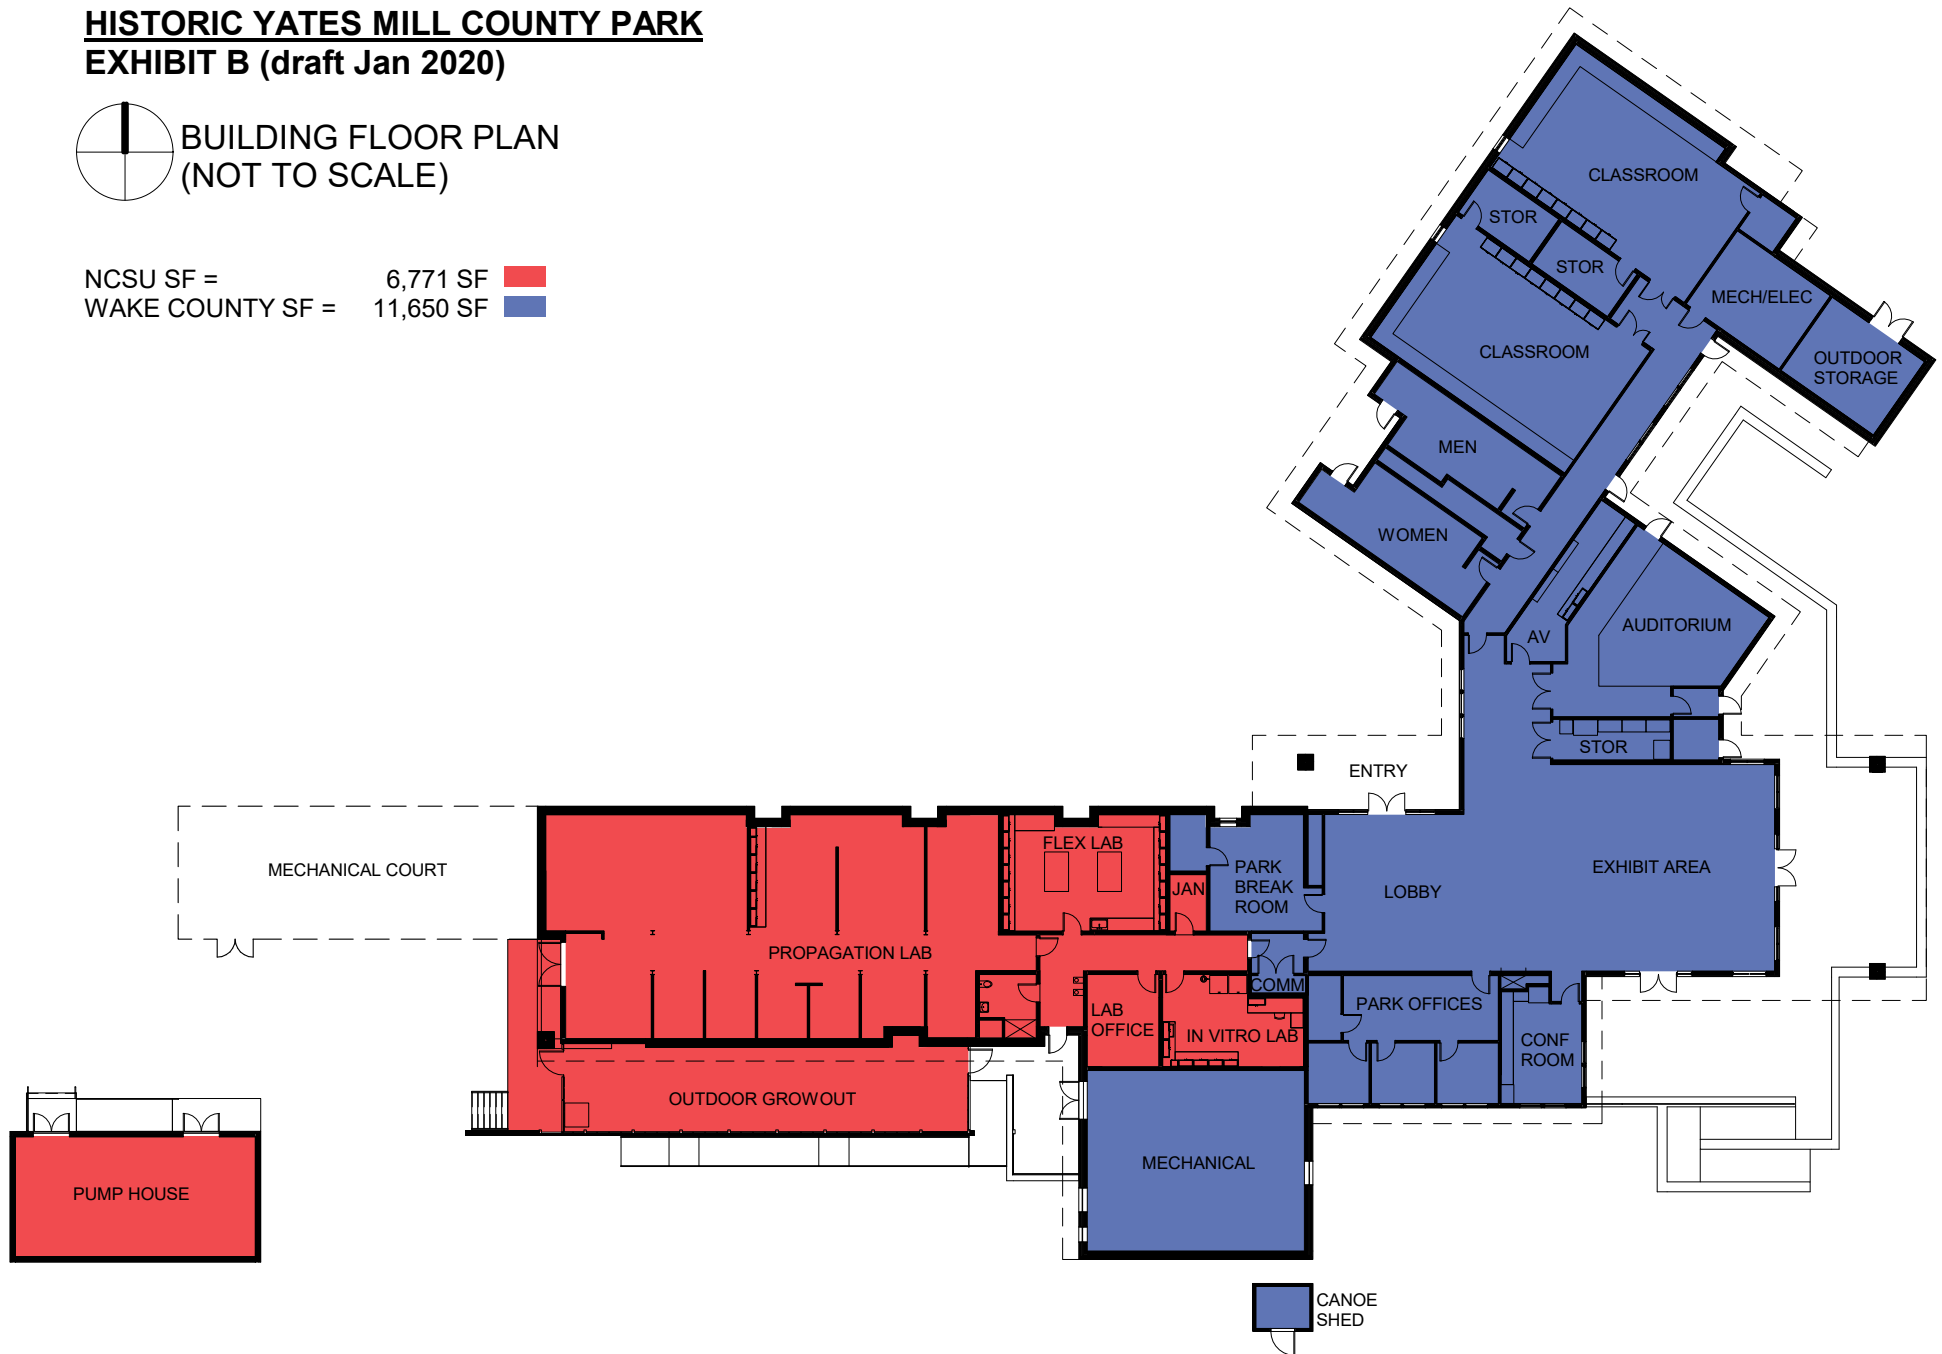 HISTORIC YATES MILL COUNTY PARK
EXHIBIT B (draft Jan 2020)
BUILDING FLOOR PLAN
(NOT TO SCALE)
NCSU SF = 6,771 SF
WAKE COUNTY SF = 11,650 SF
CLASSROOM
STOR
STOR
MECH/ELEC
CLASSROOM
OUTDOOR
STORAGE
MEN
WOMEN
AUDITORIUM
AV
STOR
ENTRY
MECHANICAL COURT
FLEX LAB
PARK
BREAK
ROOM
JAN
LOBBY
EXHIBIT AREA
PROPAGATION LAB
COMM
LAB
OFFICE
IN VITRO LAB
PARK OFFICES
CONF
ROOM
OUTDOOR GROWOUT
MECHANICAL
PUMP HOUSE
CANOE
SHED